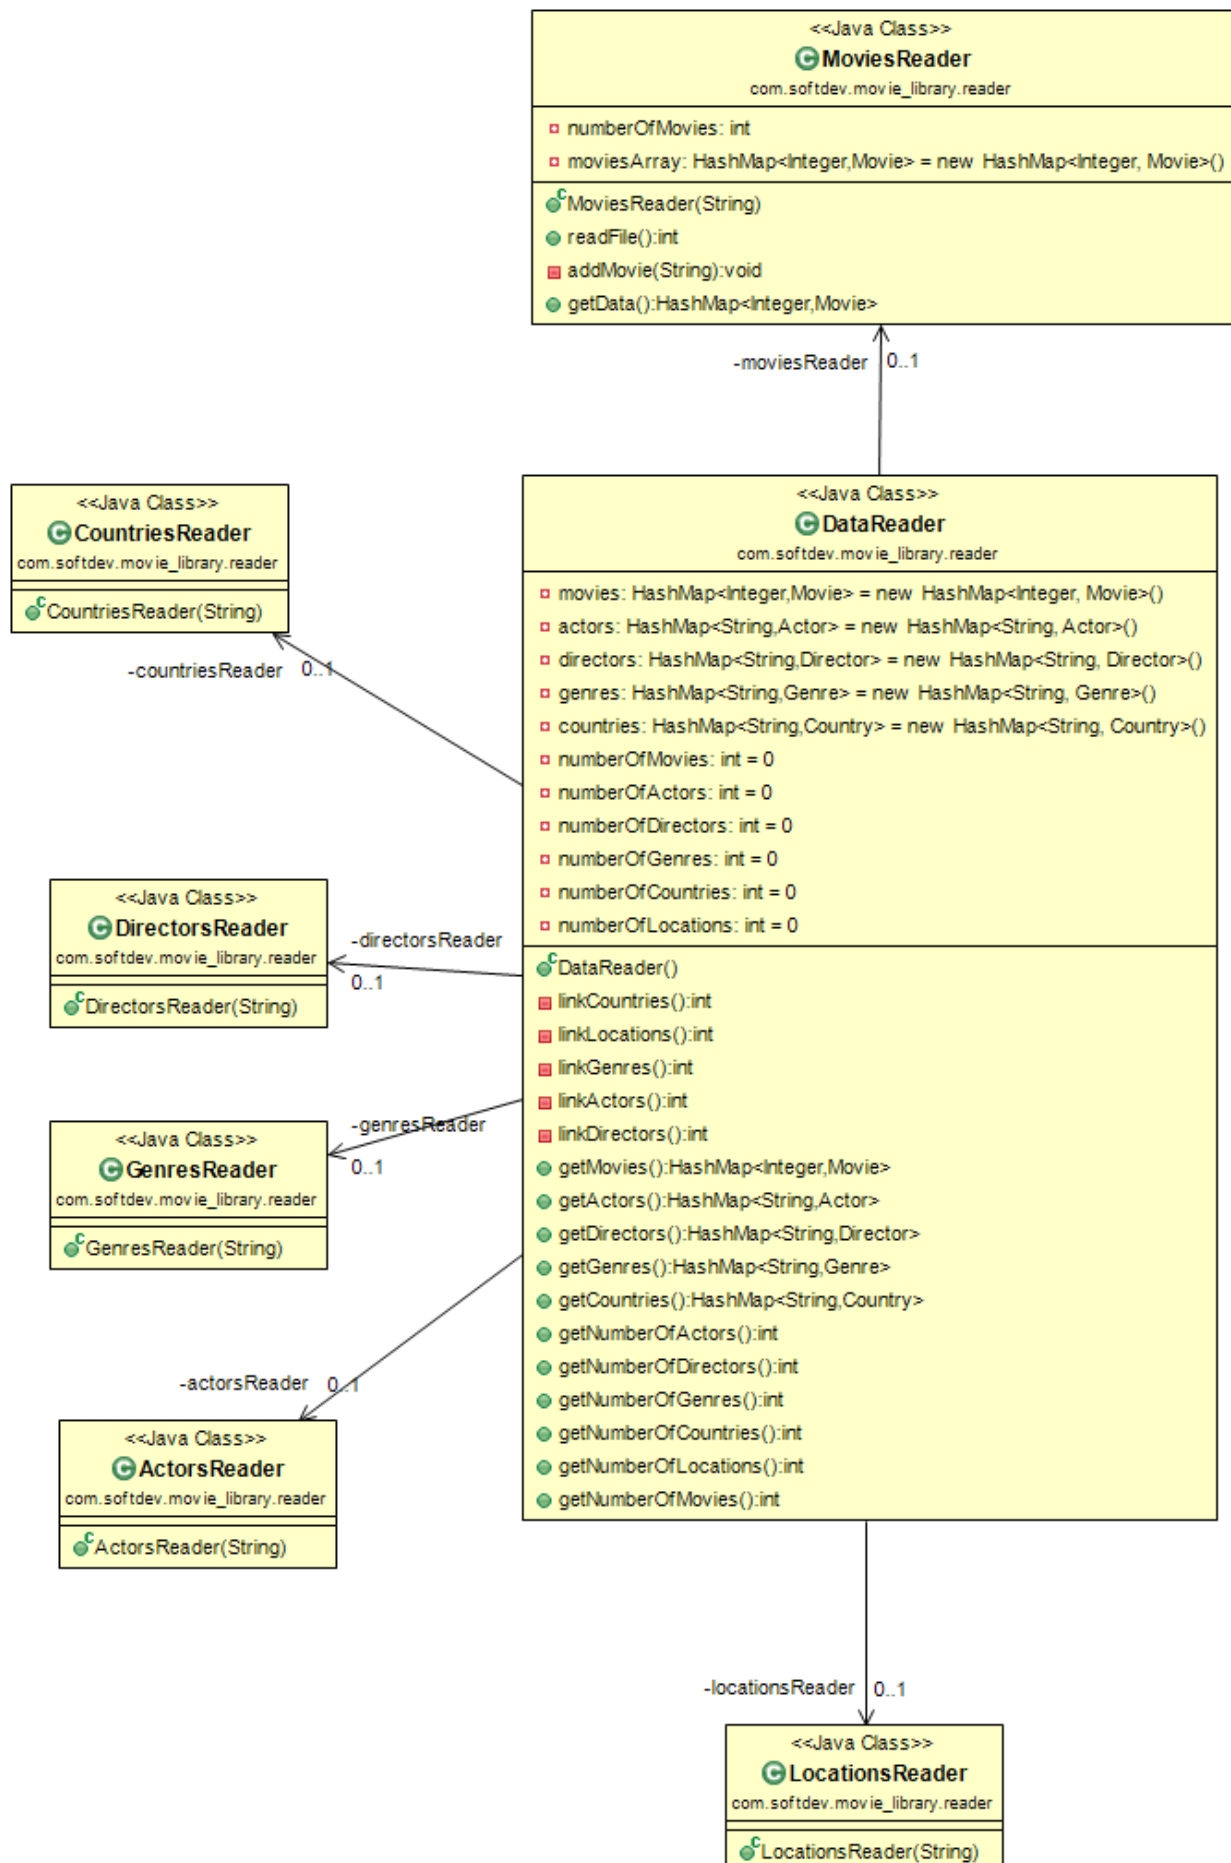 <<Java Class>>
MoviesReader
com.softdev.movie_library.reader
numberOfMovies: int
moviesArray: HashMap<Integer,Movie> = new HashMap<Integer, Movie>()
MoviesReader(String)
readFile():int
addMovie(String):void
getData():HashMap<Integer,Movie>
-moviesReader 0..1
<<Java Class>>
CountriesReader
com.softdev.movie_library.reader
CountriesReader(String)
-countriesReader 0..1
<<Java Class>>
DataReader
com.softdev.movie_library.reader
movies: HashMap<Integer,Movie> = new HashMap<Integer, Movie>()
actors: HashMap<String,Actor> = new HashMap<String, Actor>()
directors: HashMap<String,Director> = new HashMap<String, Director>()
genres: HashMap<String,Genre> = new HashMap<String, Genre>()
countries: HashMap<String,Country> = new HashMap<String, Country>()
numberOfMovies: int = 0
numberOfActors: int = 0
numberOfDirectors: int = 0
numberOfGenres: int = 0
numberOfCountries: int = 0
numberOfLocations: int = 0
DataReader()
linkCountries():int
linkLocations():int
linkGenres():int
linkActors():int
linkDirectors():int
getMovies():HashMap<Integer,Movie>
getActors():HashMap<String,Actor>
getDirectors():HashMap<String,Director>
getGenres():HashMap<String,Genre>
getCountries():HashMap<String,Country>
getNumberOfActors():int
getNumberOfDirectors():int
getNumberOfGenres():int
getNumberOfCountries():int
getNumberOfLocations():int
getNumberOfMovies():int
<<Java Class>>
DirectorsReader
com.softdev.movie_library.reader
DirectorsReader(String)
-directorsReader
0..1
<<Java Class>>
GenresReader
com.softdev.movie_library.reader
GenresReader(String)
-genresReader
0..1
-actorsReader 0..1
<<Java Class>>
ActorsReader
com.softdev.movie_library.reader
ActorsReader(String)
-locationsReader 0..1
<<Java Class>>
LocationsReader
com.softdev.movie_library.reader
LocationsReader(String)